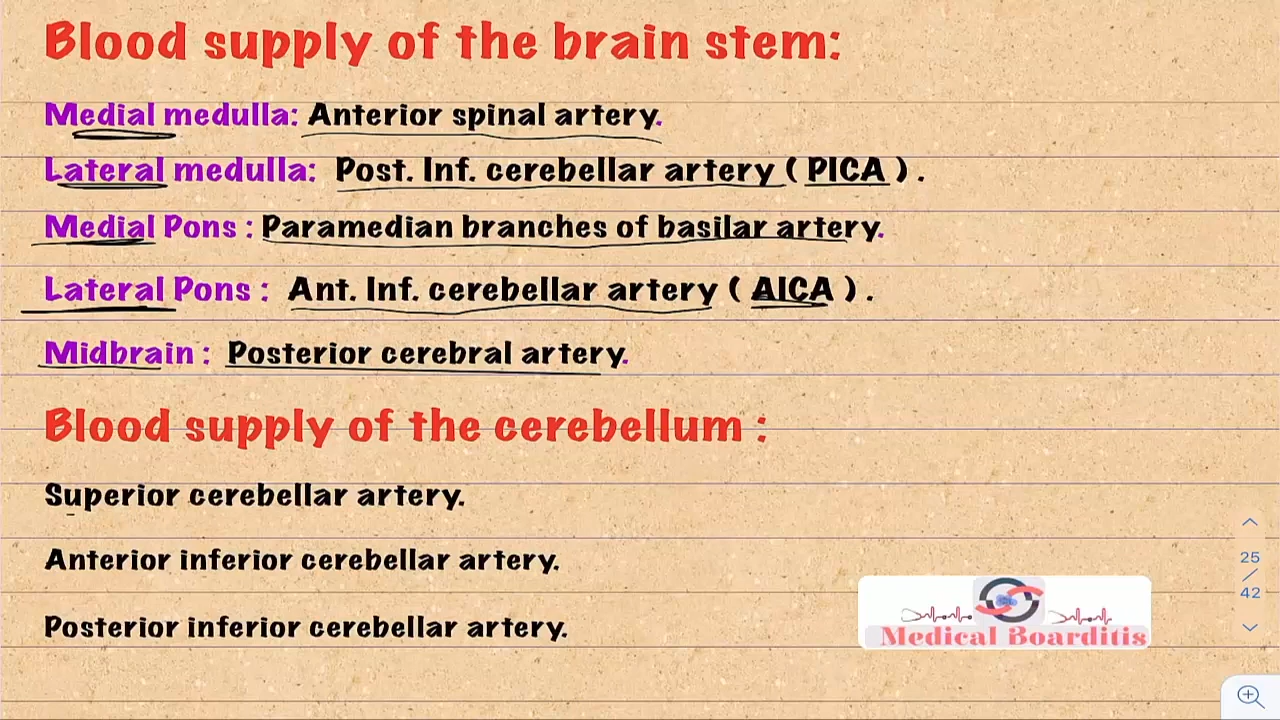 Blood supply of the brain stem:
Medial medulla: Anterior spinal artery.
Lateral medulla: Post. Inf. cerebellar artery ( PICA ) .
Medial Pons : Paramedian branches of basilar artery.
Lateral Pons : Ant. Inf. cerebellar artery ( AICA ) .
Midbrain : Posterior cerebral artery.
Blood supply of the cerebellum :
Superior cerebellar artery.
Anterior inferior cerebellar artery.
Posterior inferior cerebellar artery.
Medical Boarditis
25
/
42